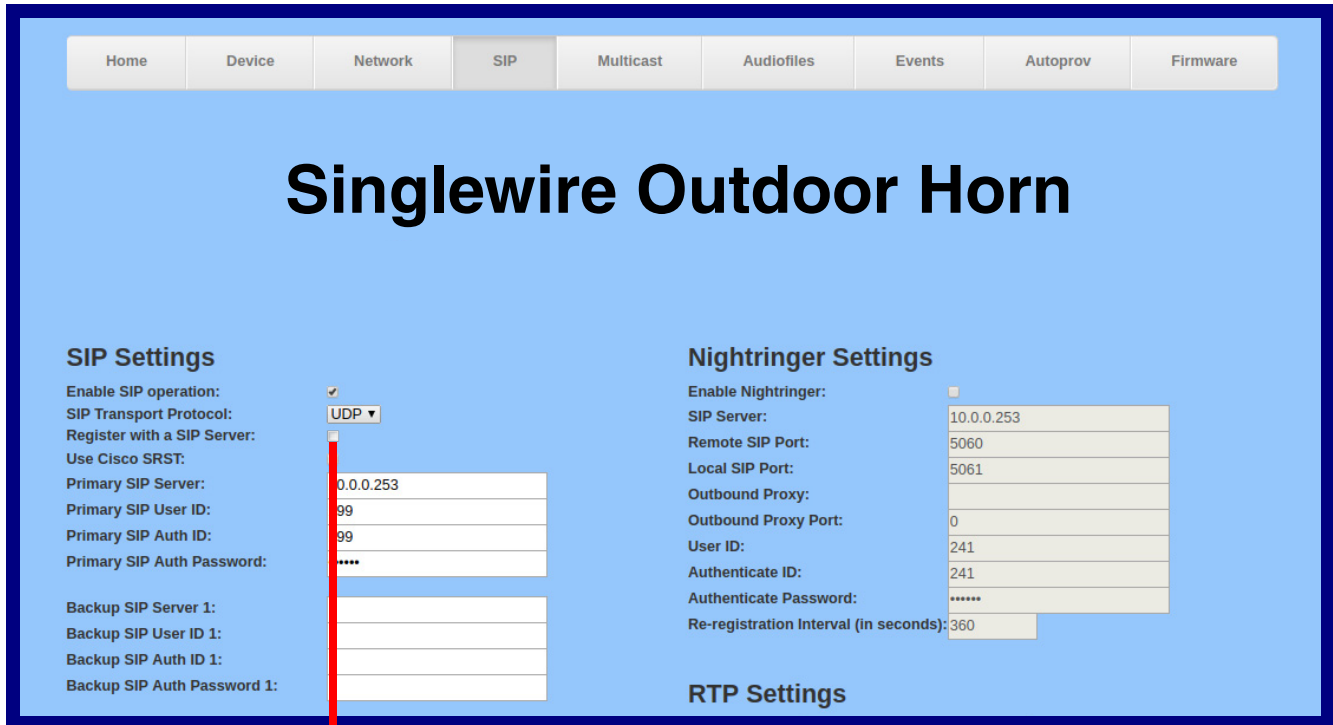 Home Device Network SIP Multicast Audiofiles Events Autoprov Firmware
Singlewire Outdoor Horn
SIP Settings
Enable SIP operation:
SIP Transport Protocol: UDP
Register with a SIP Server:
Use Cisco SRST:
Primary SIP Server: 0.0.0.253
Primary SIP User ID: 99
Primary SIP Auth ID: 99
Primary SIP Auth Password: •••••
Backup SIP Server 1:
Backup SIP User ID 1:
Backup SIP Auth ID 1:
Backup SIP Auth Password 1:
Nightringer Settings
Enable Nightringer:
SIP Server: 10.0.0.253
Remote SIP Port: 5060
Local SIP Port: 5061
Outbound Proxy:
Outbound Proxy Port: 0
User ID: 241
Authenticate ID: 241
Authenticate Password: ••••••
Re-registration Interval (in seconds): 360
RTP Settings